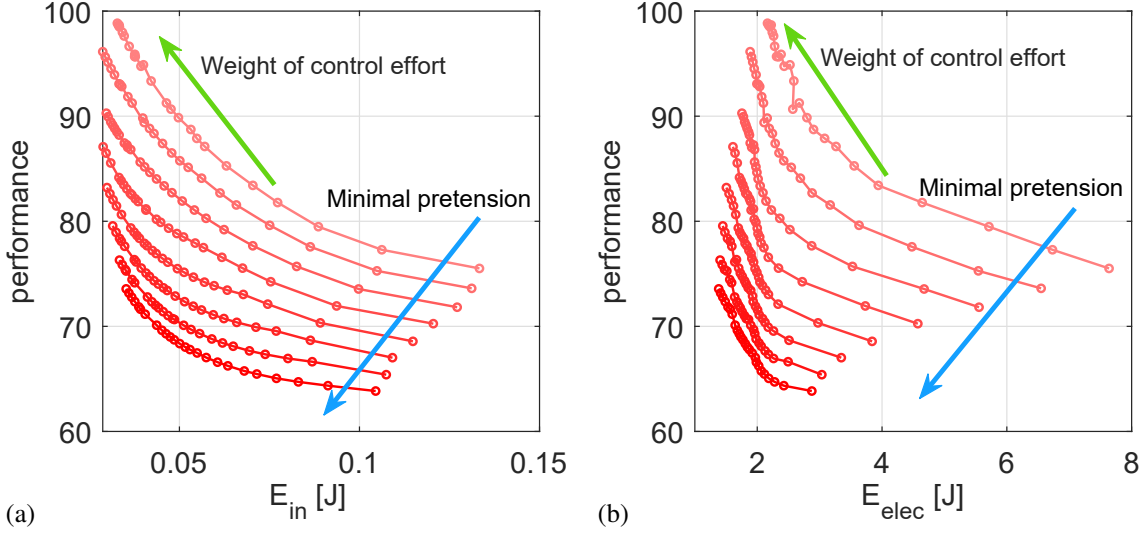 100
90
80
70
60
performance
0.05
0.1
0.15
E_in [J]
Weight of control effort
Minimal pretension
(a)
100
90
80
70
60
performance
2
4
6
8
E_elec [J]
Weight of control effort
Minimal pretension
(b)